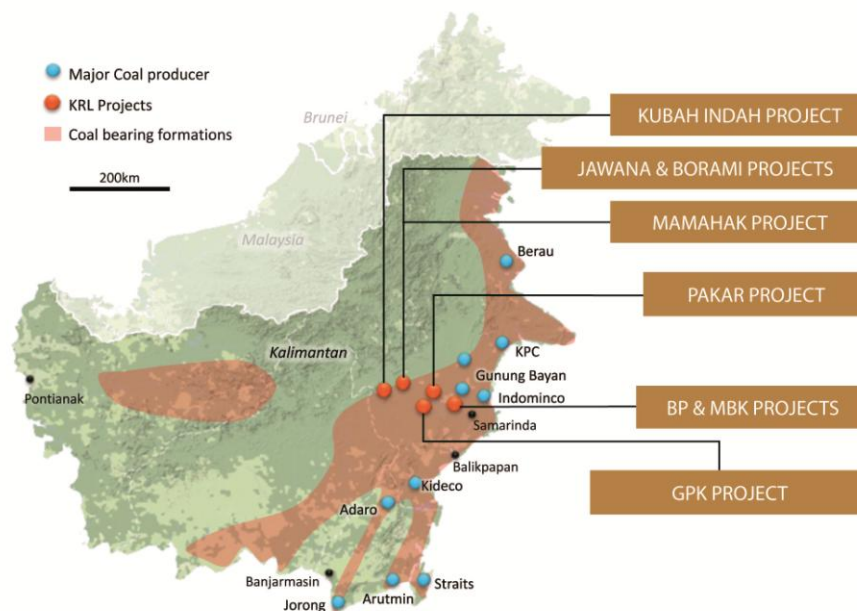 Major Coal producer
KRL Projects
Coal bearing formations
200km
Brunei
Malaysia
Kalimantan
Pontianak
Berau
KPC
Gunung Bayan
Indominco
Samarinda
Balikpapan
Kideco
Adaro
Banjarmasin
Jorong
Arutmin
Straits
KUBAH INDAH PROJECT
JAWANA & BORAMI PROJECTS
MAMAHAK PROJECT
PAKAR PROJECT
BP & MBK PROJECTS
GPK PROJECT